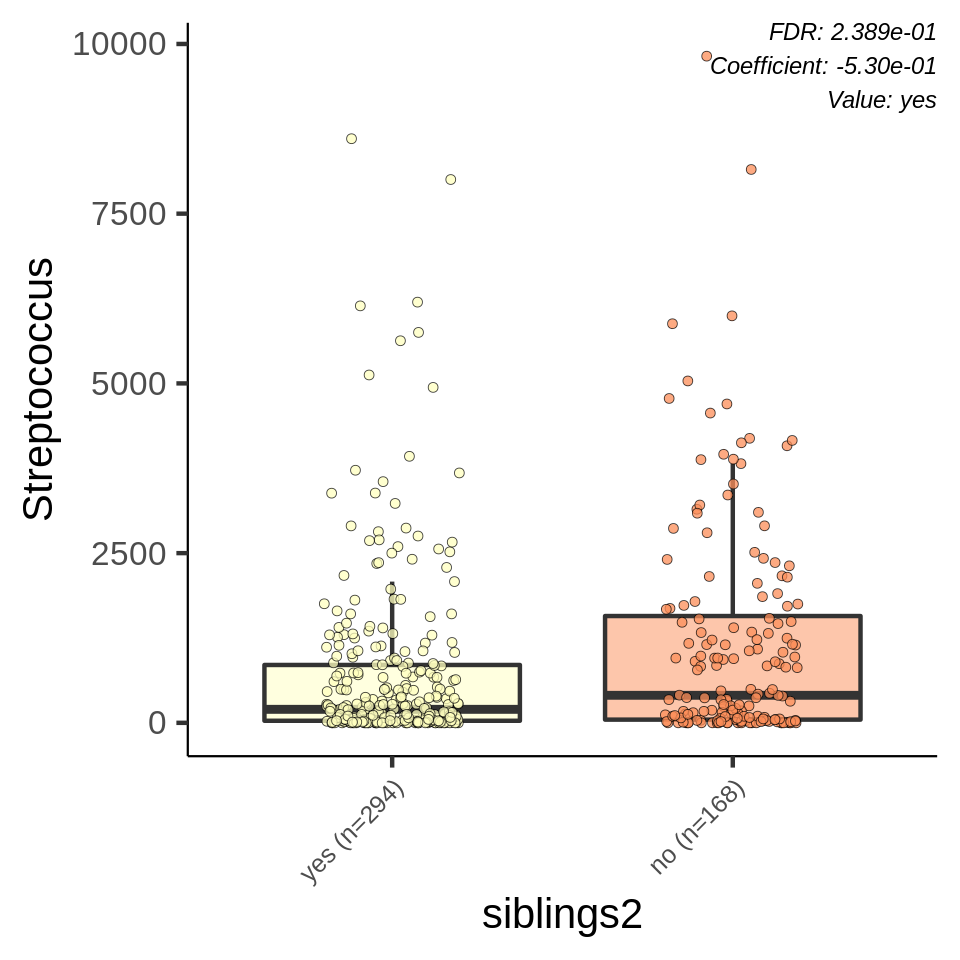 FDR: 2.389e-01
Coefficient: -5.30e-01
Value: yes
Streptococcus
10000
7500
5000
2500
0
yes (n=294)
no (n=168)
siblings2